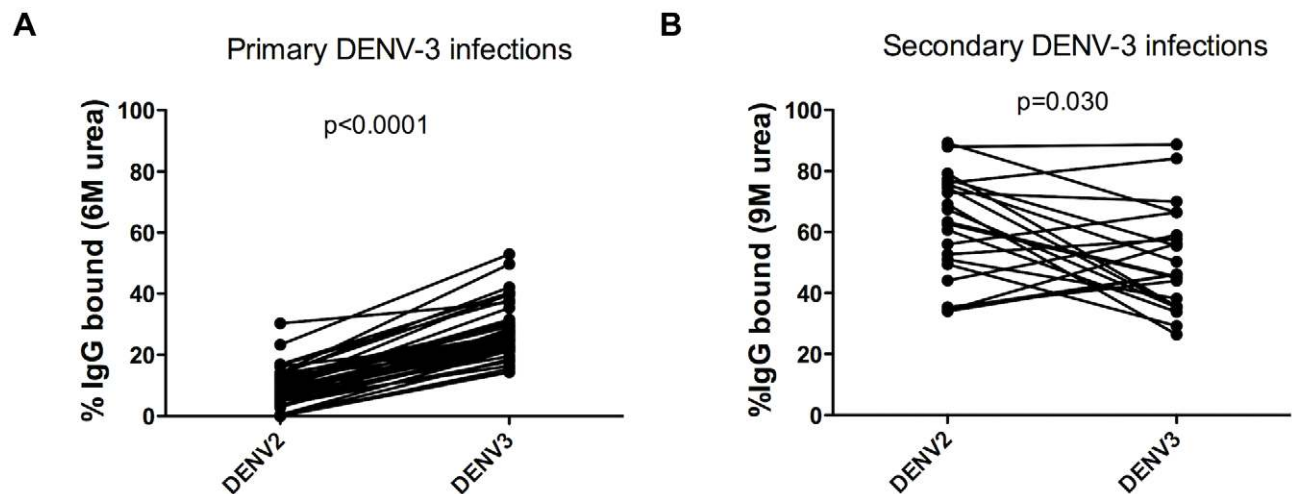 A
Primary DENV-3 infections
p<0.0001
% IgG bound (6M urea)
100
80
60
40
20
0
DENV2
DENV3
B
Secondary DENV-3 infections
p=0.030
%IgG bound (9M urea)
100
80
60
40
20
0
DENV2
DENV3